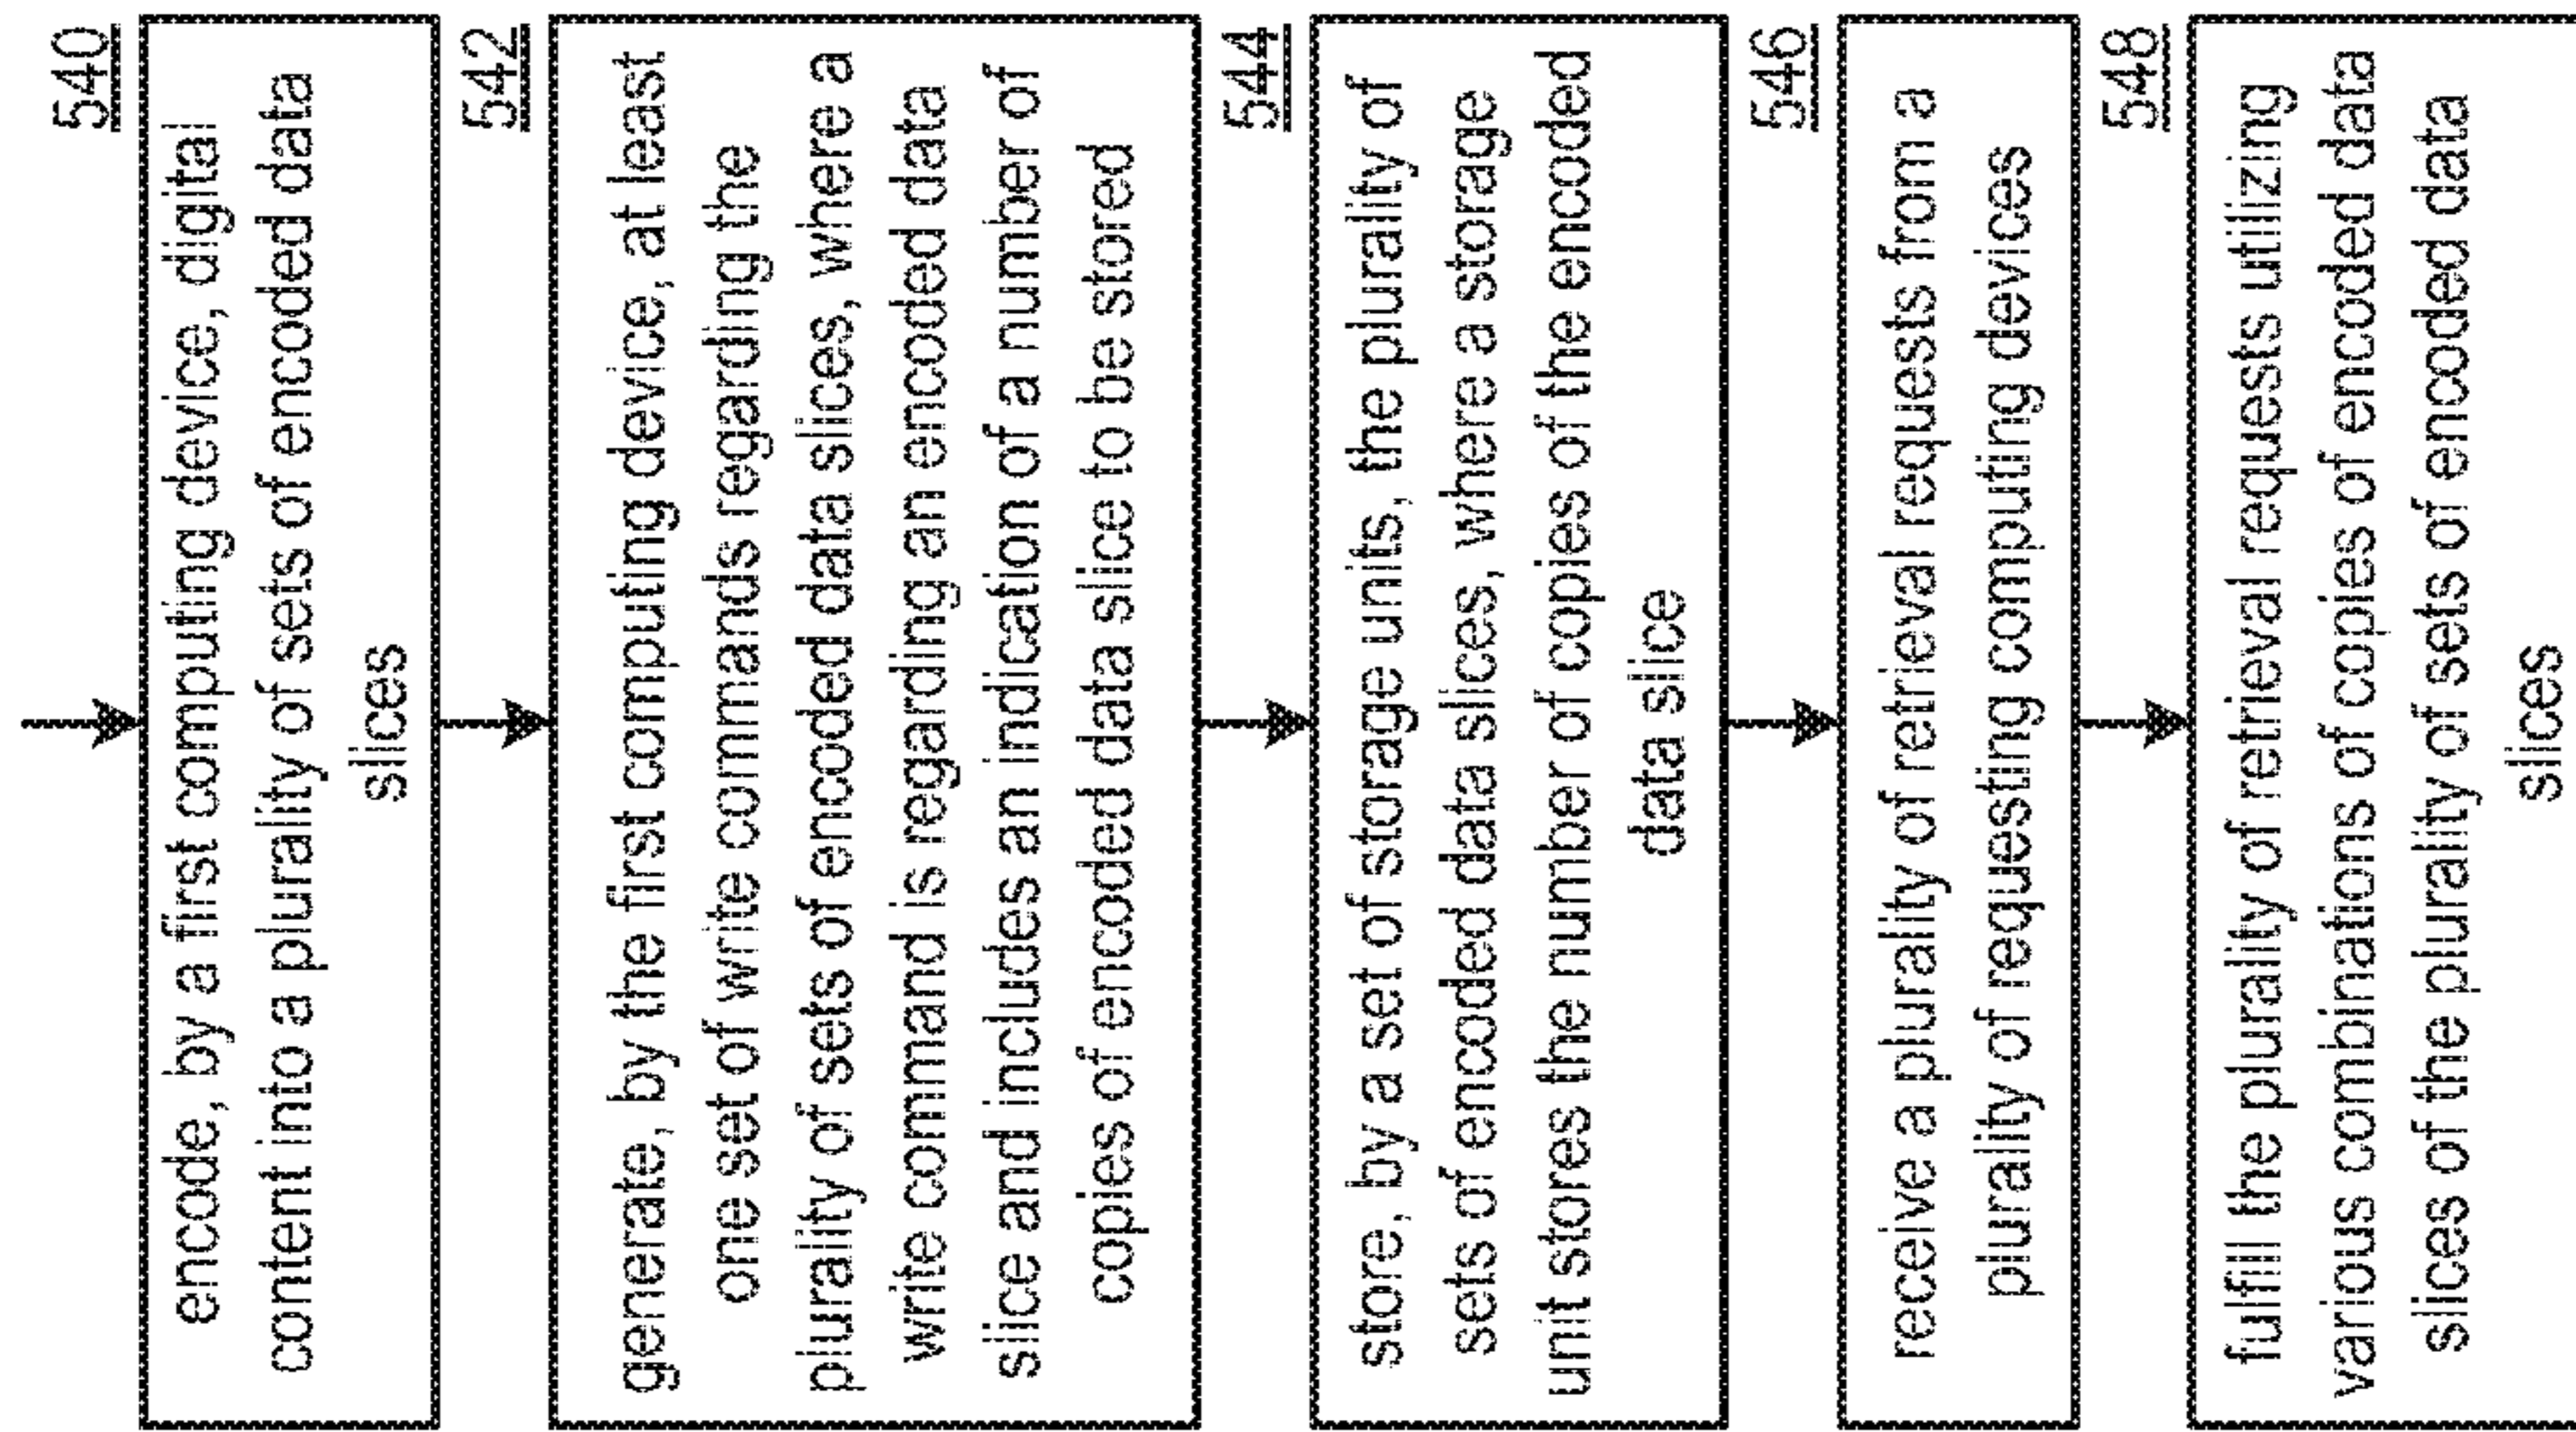 540
encode, by a first computing device, digital
content into a plurality of sets of encoded data
slices
542
generate, by the first computing device, at least
one set of write commands regarding the
plurality of sets of encoded data slices, where a
write command is regarding an encoded data
slice and includes an indication of a number of
copies of encoded data slice to be stored
544
store, by a set of storage units, the plurality of
sets of encoded data slices, where a storage
unit stores the number of copies of the encoded
data slice
546
receive a plurality of retrieval requests from a
plurality of requesting computing devices
548
fulfill the plurality of retrieval requests utilizing
various combinations of copies of encoded data
slices of the plurality of sets of encoded data
slices